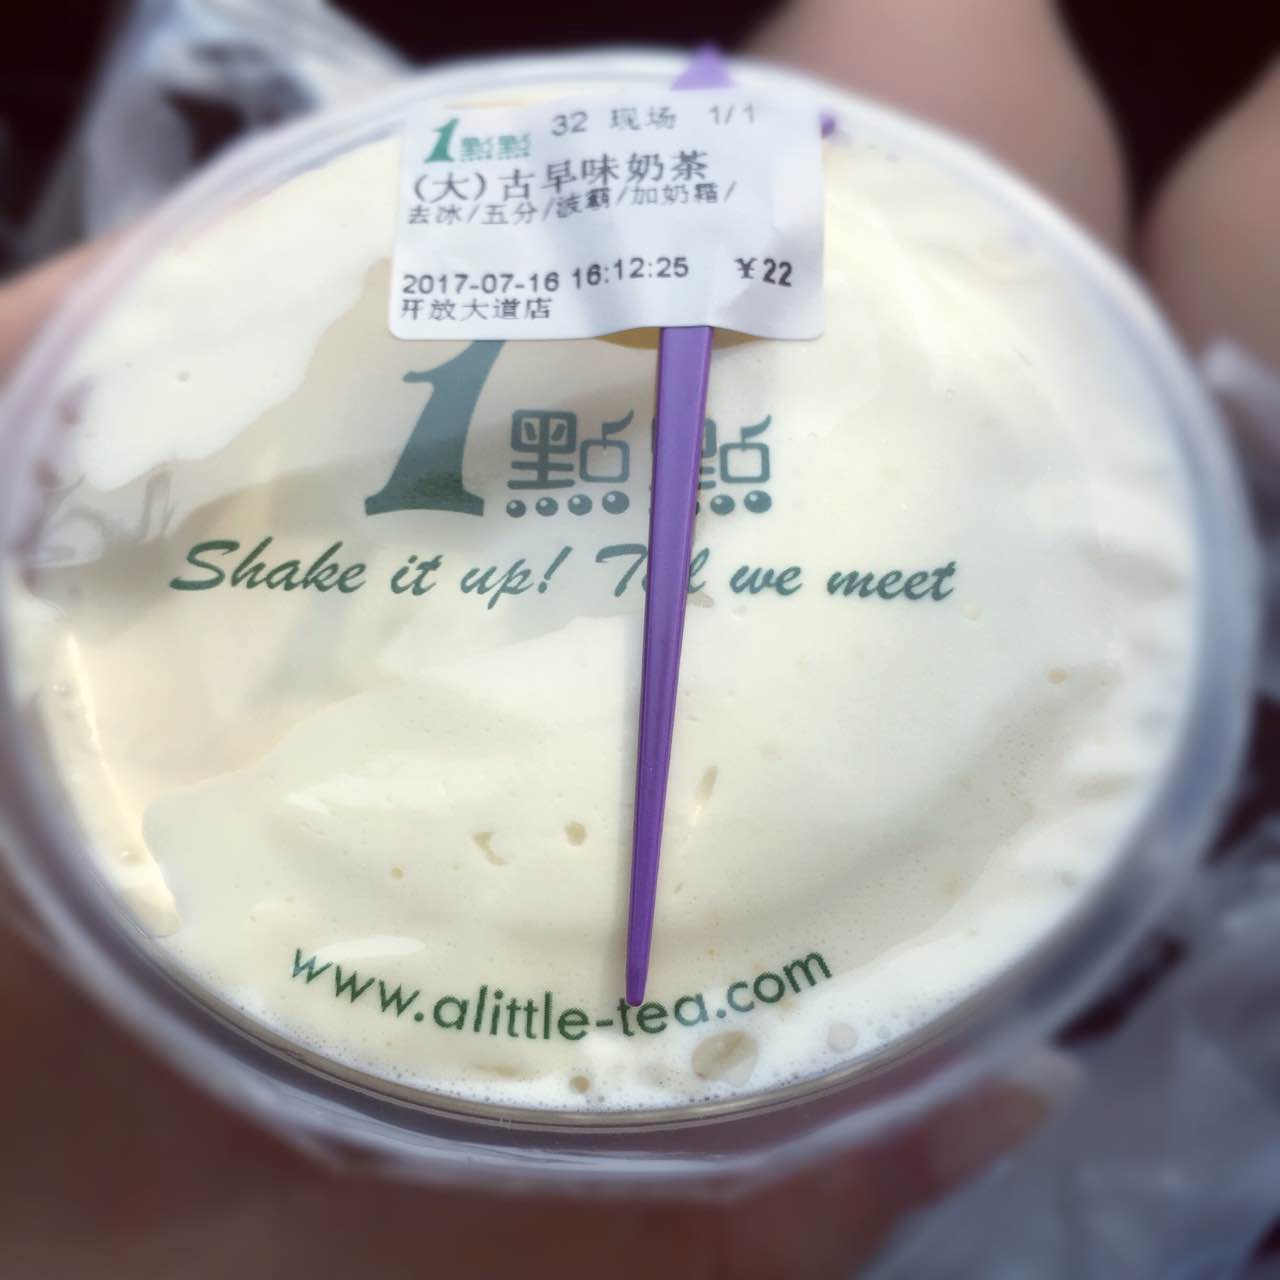 1點點 32 现场 1/1
(大)古早味奶茶
去冰/五分/波霸/加奶霜/
2017-07-16 16:12:25 ¥22
开放大道店
1點點
Shake it up! we meet
www.alittle-tea.com